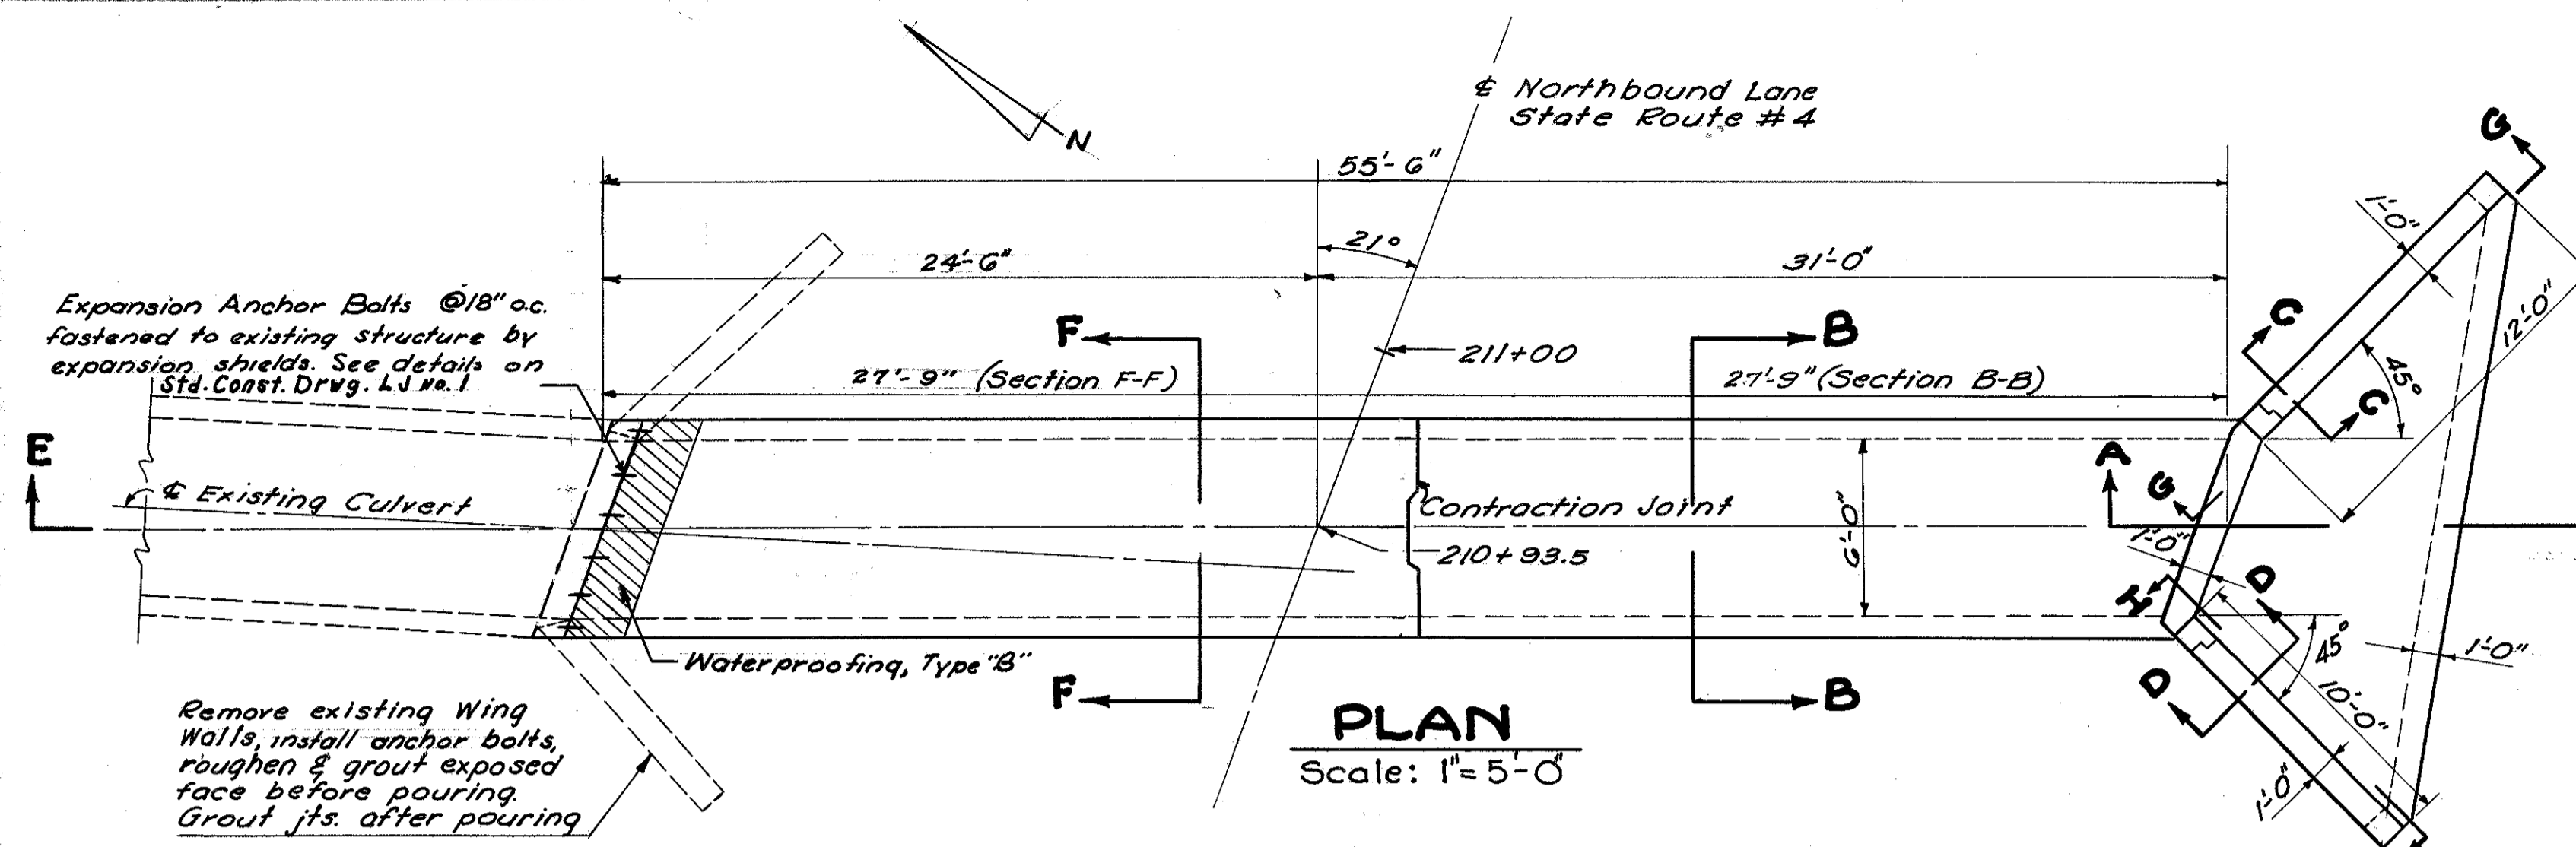 N
℄ Northbound Lane
State Route #4
55'-6"
21°
24'-6"
31'-0"
G
1'-0"
12'-0"
45°
C
C
Expansion Anchor Bolts @18" o.c.
fastened to existing structure by
expansion shields. See details on
Std. Const. Drwg. LJ No. 1
F
B
211+00
27'-9" (Section F-F)
27'-9" (Section B-B)
E
℄ Existing Culvert
Contraction Joint
210+93.5
6'-0"
A
G
1'-0"
H
D
D
45°
10'-0"
1'-0"
1'-0"
Waterproofing, Type "B"
F
B
Remove existing Wing
Walls, install anchor bolts,
roughen & grout exposed
face before pouring.
Grout jts. after pouring
PLAN
Scale: 1"=5'-0"